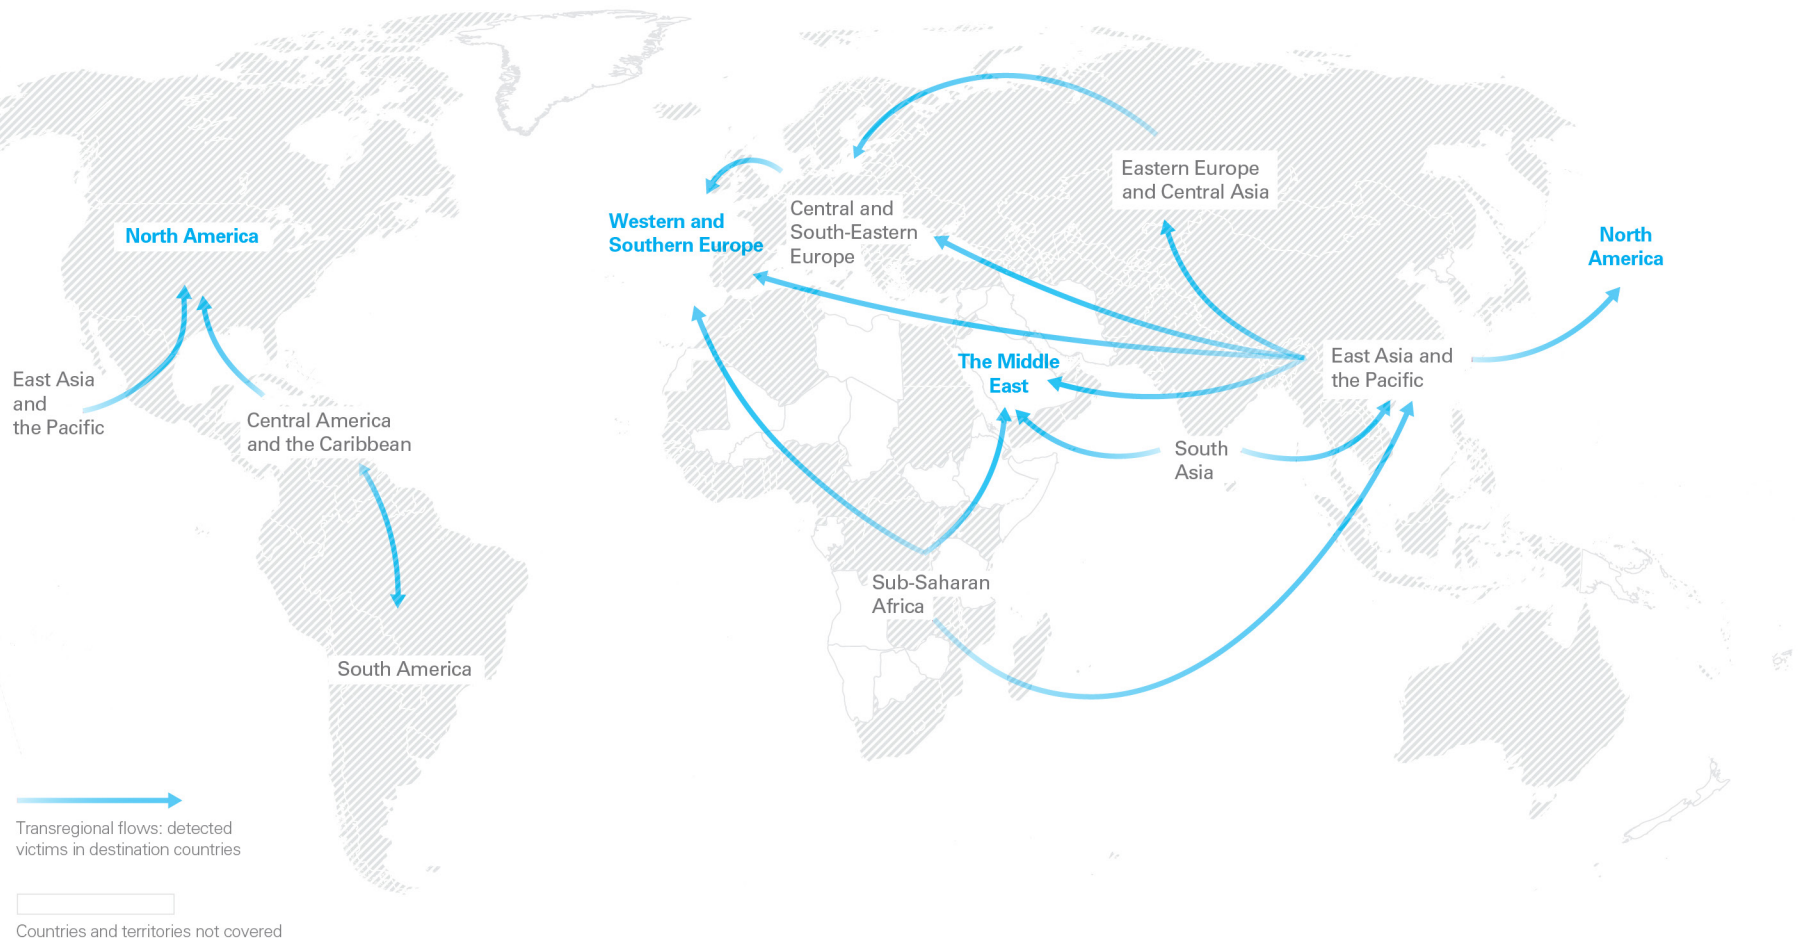 Eastern Europe
and Central Asia
Western and
Southern Europe
Central and
South-Eastern
Europe
North America
North
America
The Middle
East
East Asia and
the Pacific
East Asia
and
the Pacific
Central America
and the Caribbean
South
Asia
Sub-Saharan
Africa
South America
Transregional flows: detected
victims in destination countries
Countries and territories not covered